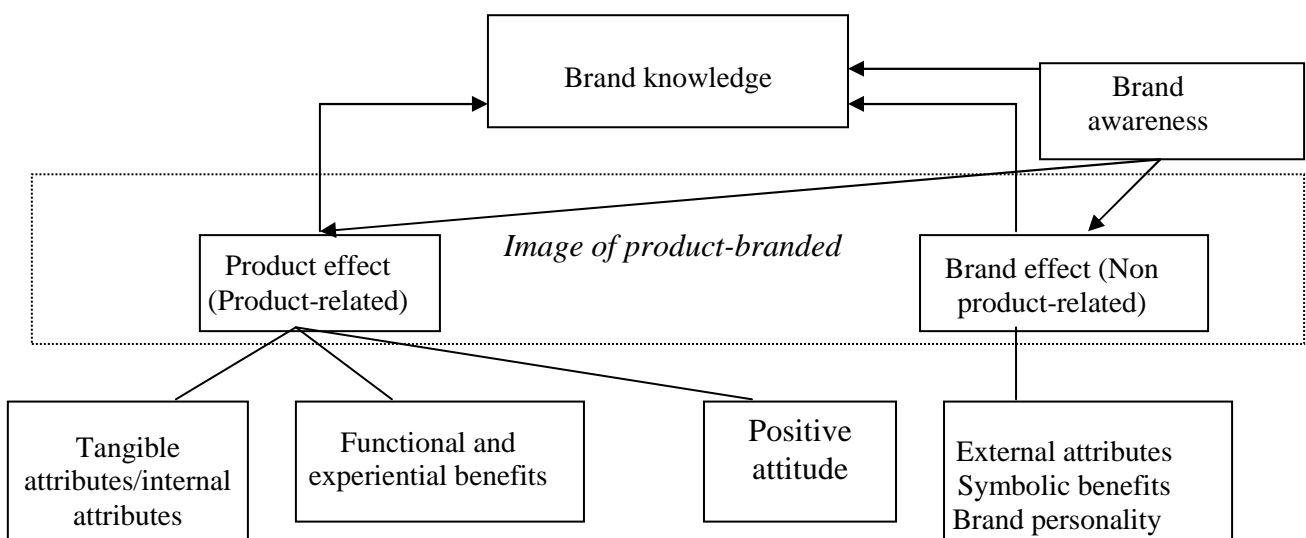 Brand knowledge
Brand
awareness
Image of product-branded
Product effect
(Product-related)
Brand effect (Non
product-related)
Tangible
attributes/internal
attributes
Functional and
experiential benefits
Positive
attitude
External attributes
Symbolic benefits
Brand personality